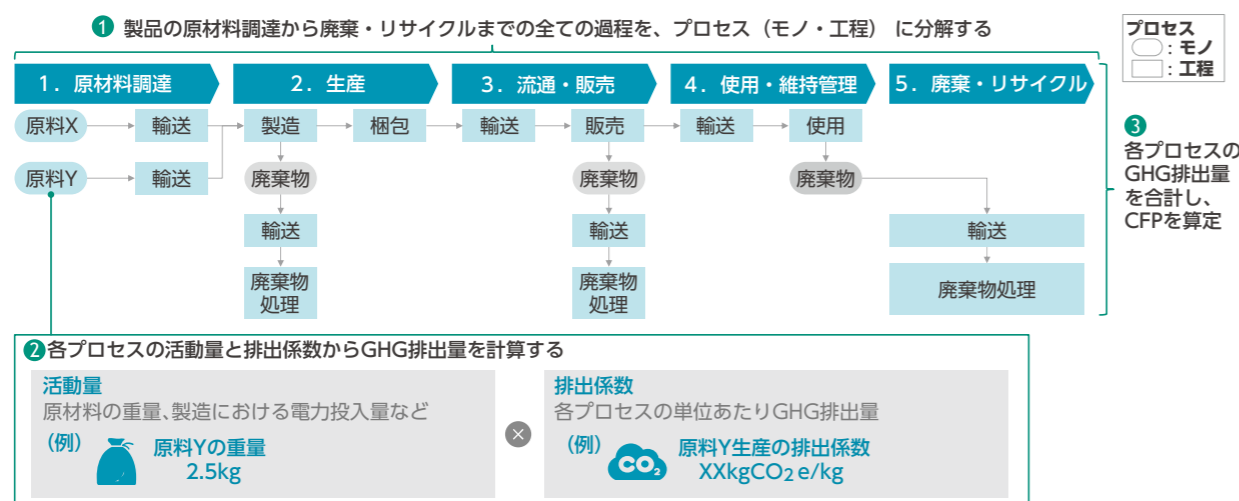 ❶ 製品の原材料調達から廃棄・リサイクルまでの全ての過程を、プロセス（モノ・工程） に分解する
プロセス
：モノ
：工程
1．原材料調達
2．生産
3．流通・販売
4．使用・維持管理
5．廃棄・リサイクル
原料X
輸送
製造
梱包
輸送
販売
輸送
使用
原料Y
輸送
廃棄物
廃棄物
廃棄物
輸送
輸送
輸送
廃棄物
処理
廃棄物
処理
廃棄物処理
❸
各プロセスの
GHG排出量
を合計し、
CFPを算定
❷各プロセスの活動量と排出係数からGHG排出量を計算する
活動量
原材料の重量、製造における電力投入量など
（例）
原料Yの重量
2.5kg
×
排出係数
各プロセスの単位あたりGHG排出量
（例）
CO₂
原料Y生産の排出係数
XXkgCO₂e/kg